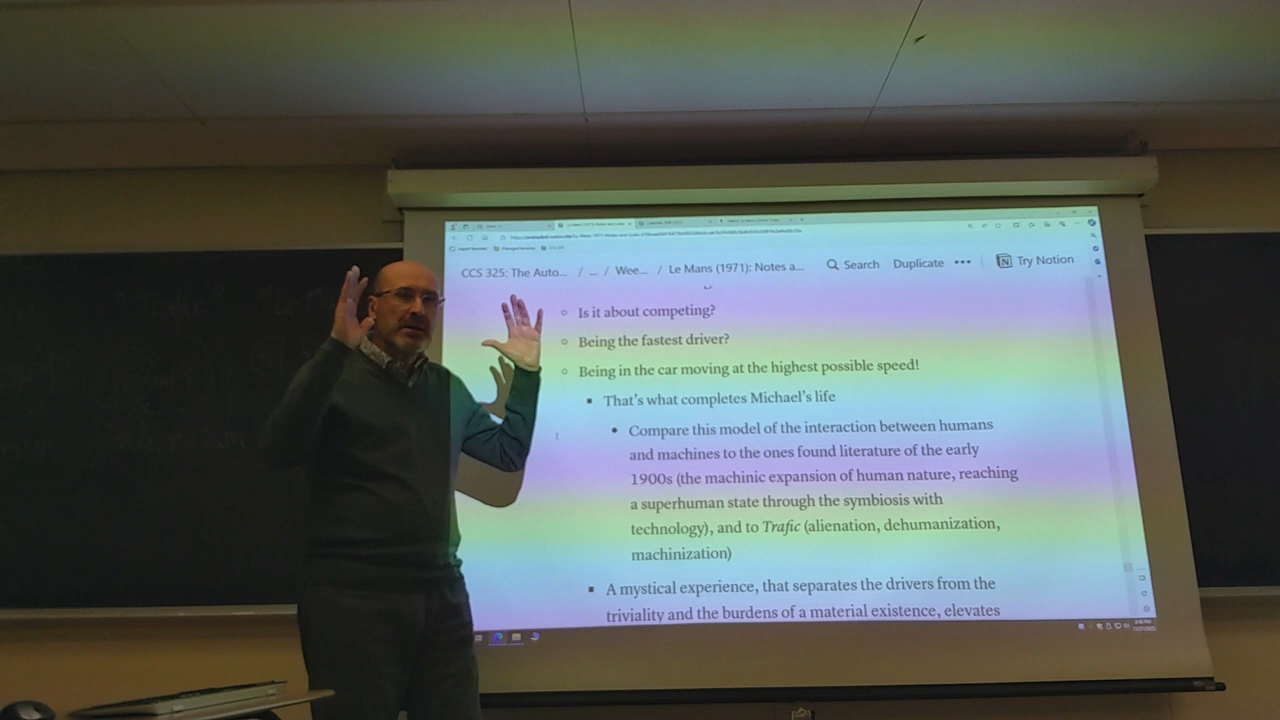 CCS 325: The Auto... / ... / Wee... / Le Mans (1971): Notes a... Search Duplicate ••• Try Notion
Is it about competing?
Being the fastest driver?
Being in the car moving at the highest possible speed!
That's what completes Michael's life
Compare this model of the interaction between humans
and machines to the ones found literature of the early
1900s (the machinic expansion of human nature, reaching
a superhuman state through the symbiosis with
technology), and to Trafic (alienation, dehumanization,
machinization)
A mystical experience, that separates the drivers from the
triviality and the burdens of a material existence, elevates